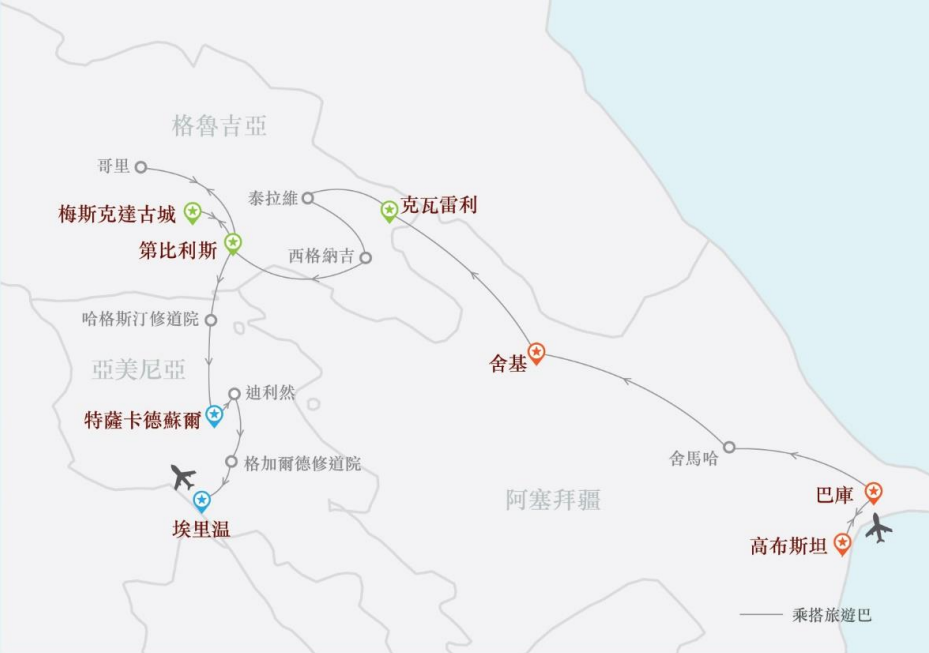 格魯吉亞
哥里
泰拉維
克瓦雷利
梅斯克達古城
第比利斯
西格納吉
哈格斯汀修道院
亞美尼亞
舍基
迪利然
特薩卡德蘇爾
格加爾德修道院
舍馬哈
阿塞拜疆
巴庫
埃里温
高布斯坦
乘搭旅遊巴